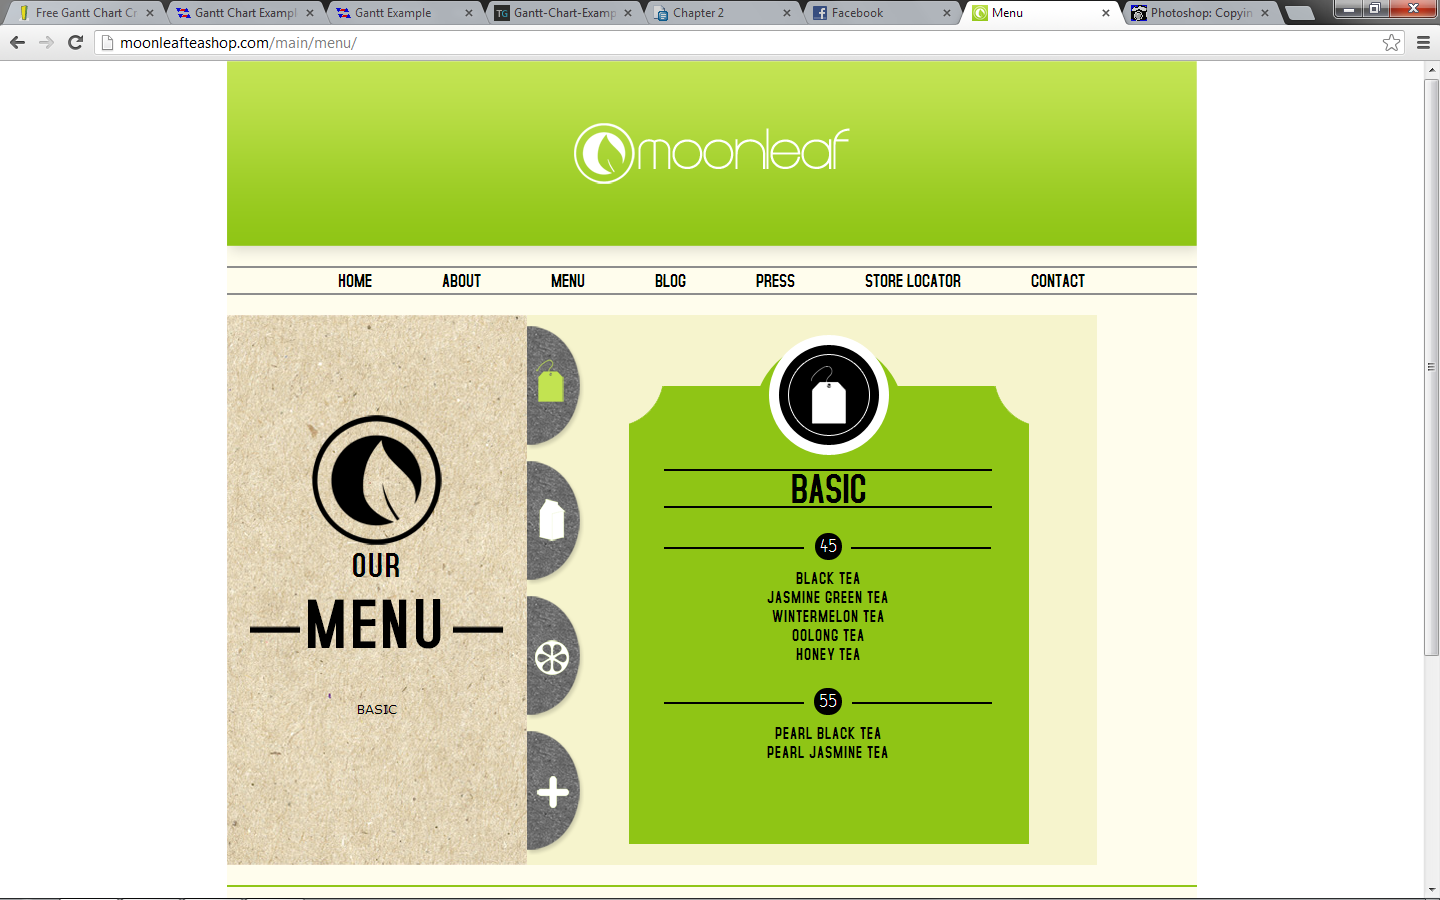 Free Gantt Chart Cr
Gantt Chart Exampl
Gantt Example
TG
Gantt-Chart-Examp
Chapter 2
Facebook
Menu
Photoshop: Copyin
moonleafteashop.com/main/menu/
moonleaf
HOME
ABOUT
MENU
BLOG
PRESS
STORE LOCATOR
CONTACT
OUR
MENU
BASIC
BASIC
45
BLACK TEA
JASMINE GREEN TEA
WINTERMELON TEA
OOLONG TEA
HONEY TEA
55
PEARL BLACK TEA
PEARL JASMINE TEA